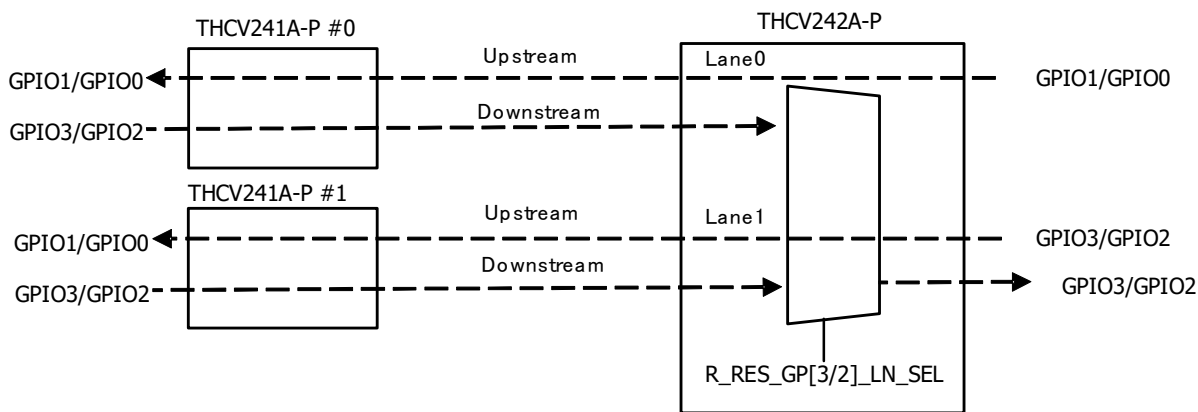 THCV241A-P #0
THCV242A-P
GPIO1/GPIO0
Upstream
Lane0
GPIO1/GPIO0
GPIO3/GPIO2
Downstream
THCV241A-P #1
GPIO1/GPIO0
Upstream
Lane1
GPIO3/GPIO2
GPIO3/GPIO2
Downstream
GPIO3/GPIO2
R_RES_GP[3/2]_LN_SEL